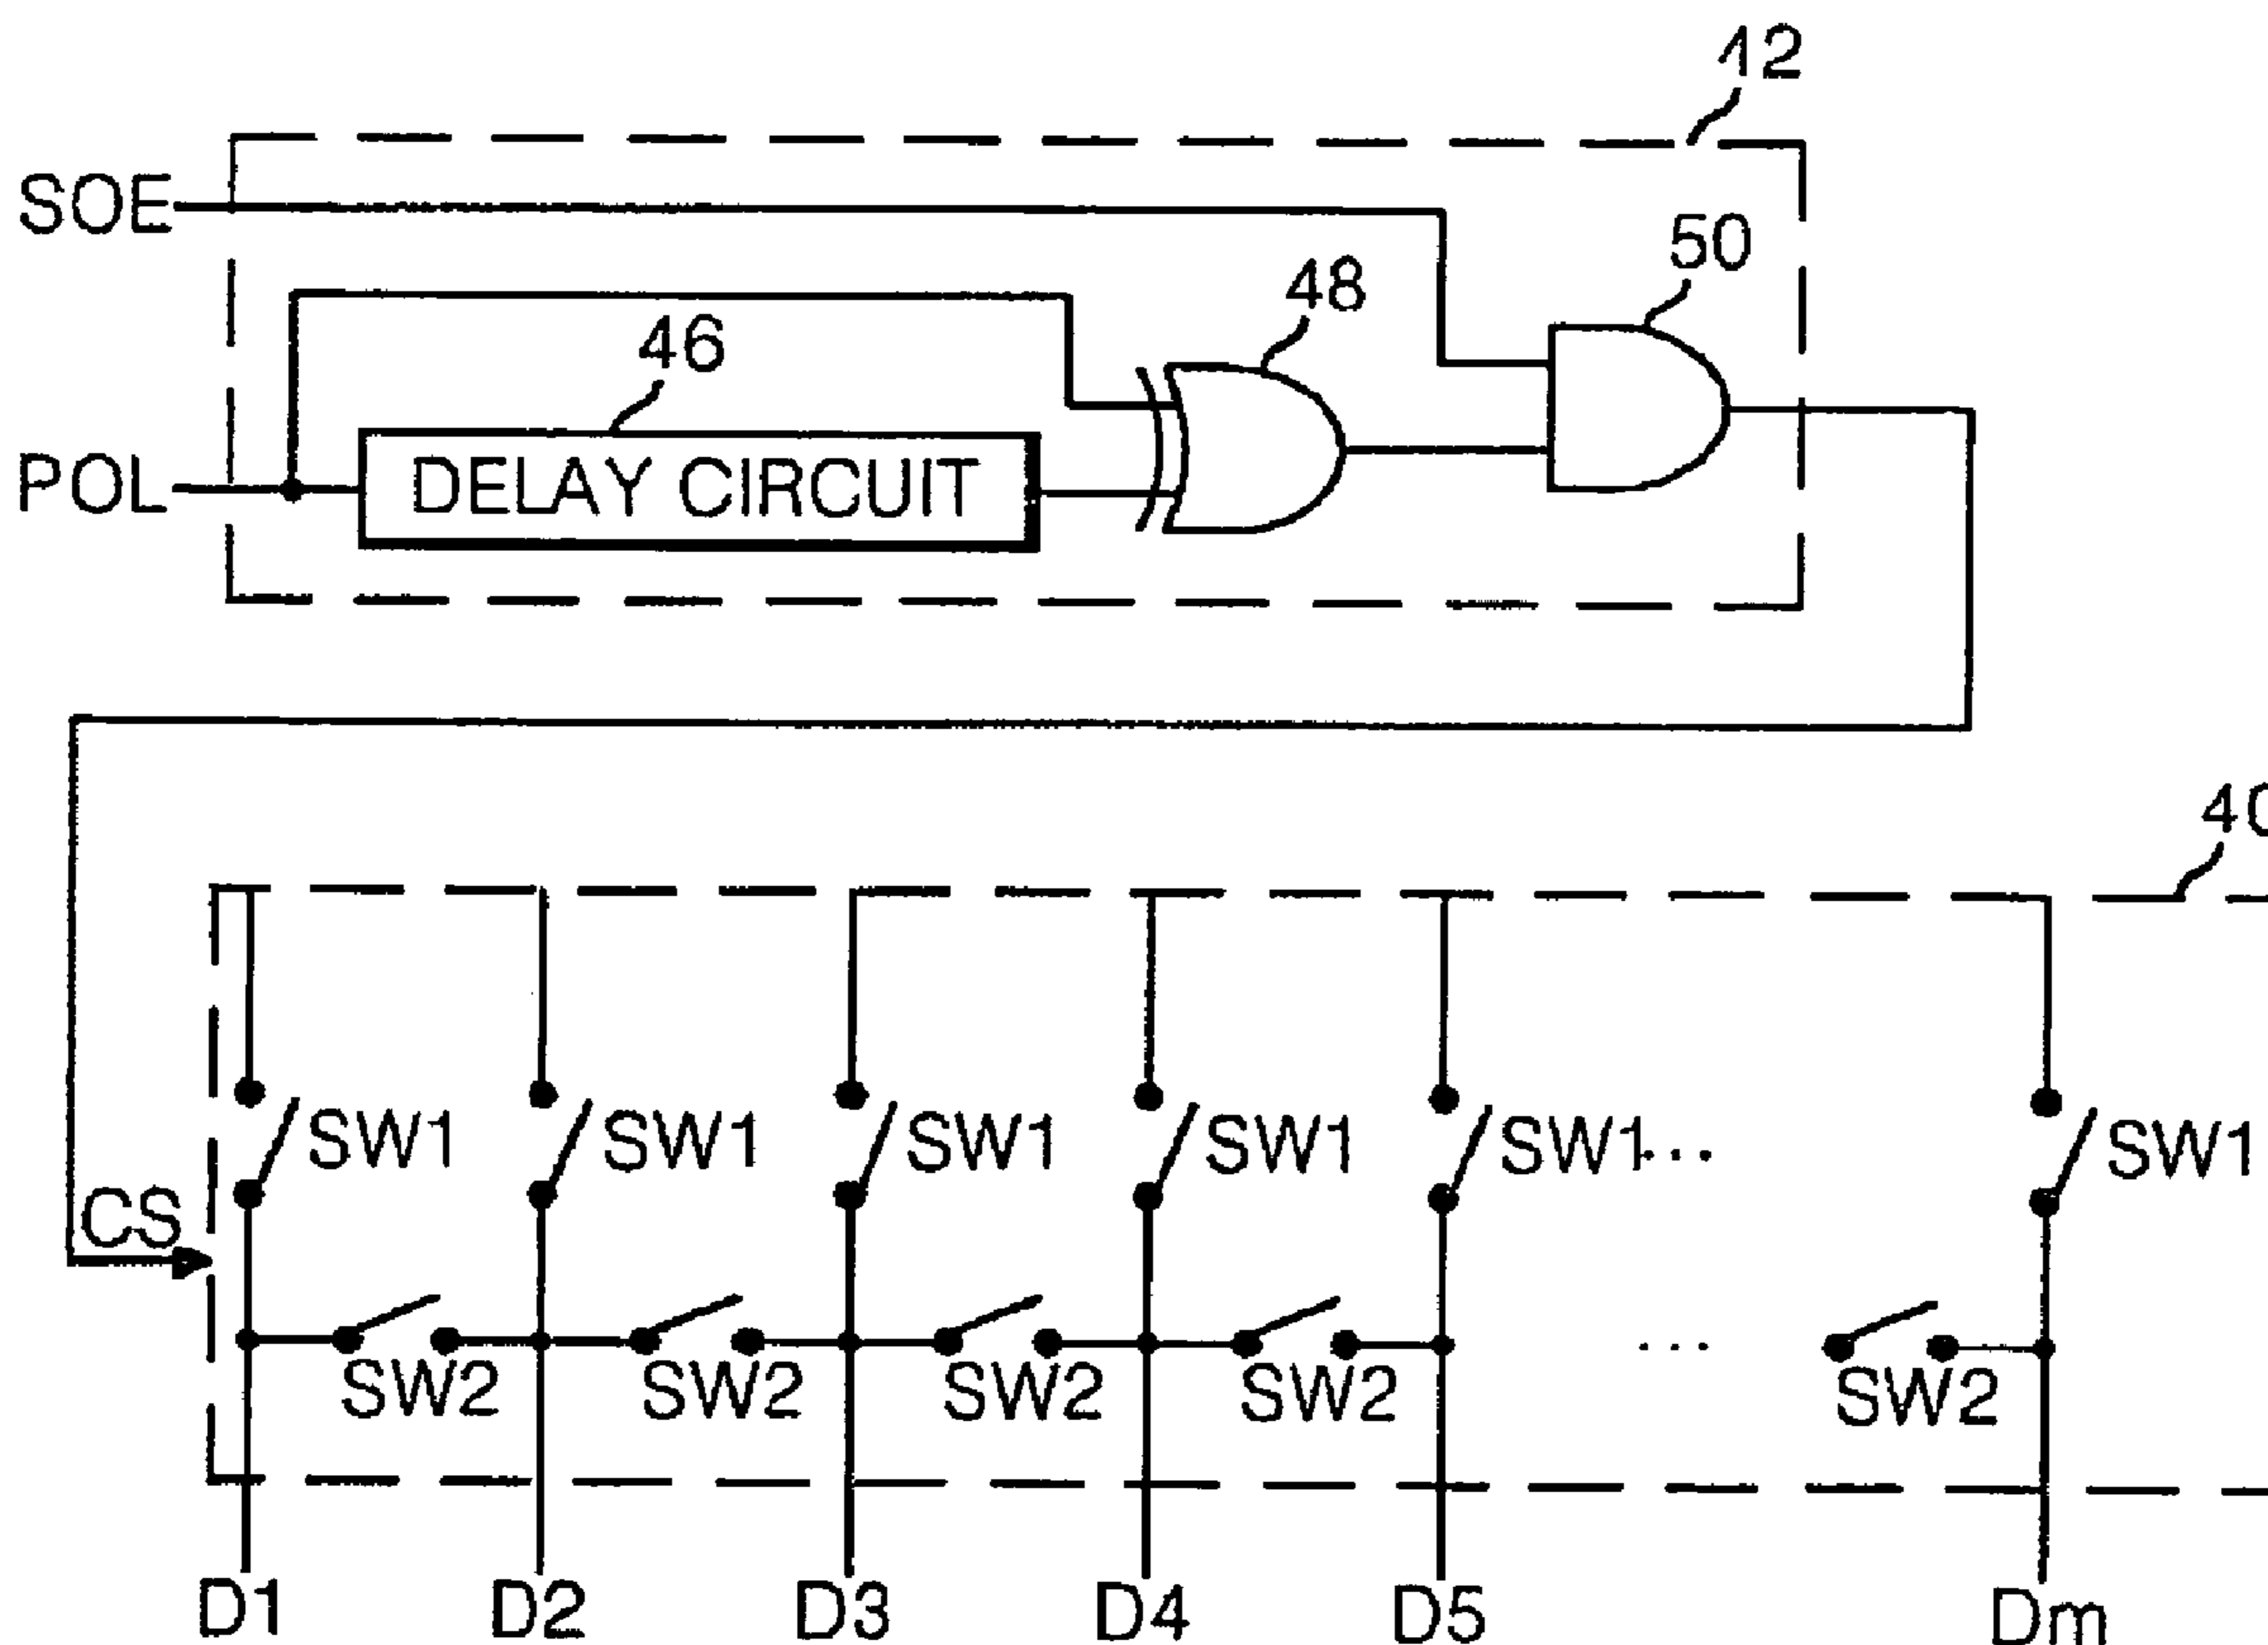 42
SOE
50
48
46
POL
DELAY CIRCUIT
40
SW1 SW1 SW1 SW1 SW1... SW1
CS
...
SW2 SW2 SW2 SW2 SW2
D1 D2 D3 D4 D5 Dm